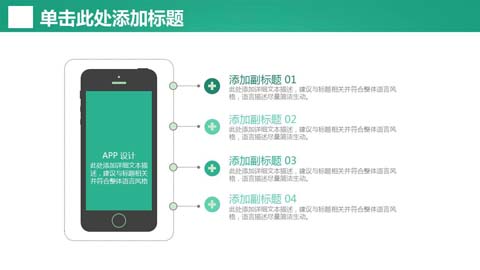 单击此处添加标题
添加副标题 01
此处添加详细文本描述，建议与标题相关并符合整体语言风
格，语言描述尽量简洁生动。
添加副标题 02
此处添加详细文本描述，建议与标题相关并符合整体语言风
格，语言描述尽量简洁生动。
APP 设计
此处添加详细文本描
述，建议与标题相关
并符合整体语言风格
添加副标题 03
此处添加详细文本描述，建议与标题相关并符合整体语言风
格，语言描述尽量简洁生动。
添加副标题 04
此处添加详细文本描述，建议与标题相关并符合整体语言风
格，语言描述尽量简洁生动。